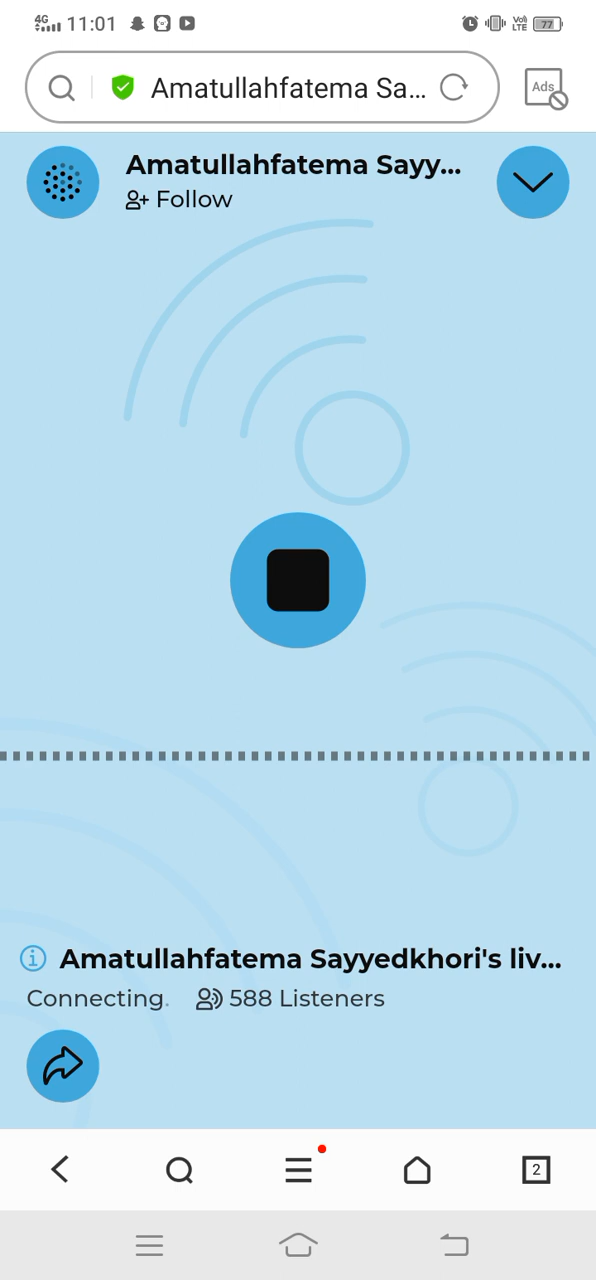 4G 11:01 Vo) LTE 77
Amatullahfatema Sa... Ads
Amatullahfatema Sayy...
Follow
Amatullahfatema Sayyedkhori's liv...
Connecting. 588 Listeners
2